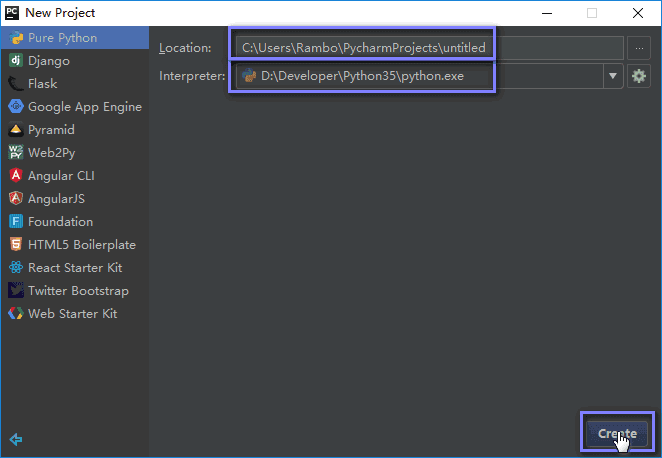 PC New Project
Pure Python
Django
Flask
Google App Engine
Pyramid
Web2Py
Angular CLI
AngularJS
Foundation
HTML5 Boilerplate
React Starter Kit
Twitter Bootstrap
Web Starter Kit
Location: C:\Users\Rambo\PycharmProjects\untitled ...
Interpreter: D:\Developer\Python35\python.exe
Create